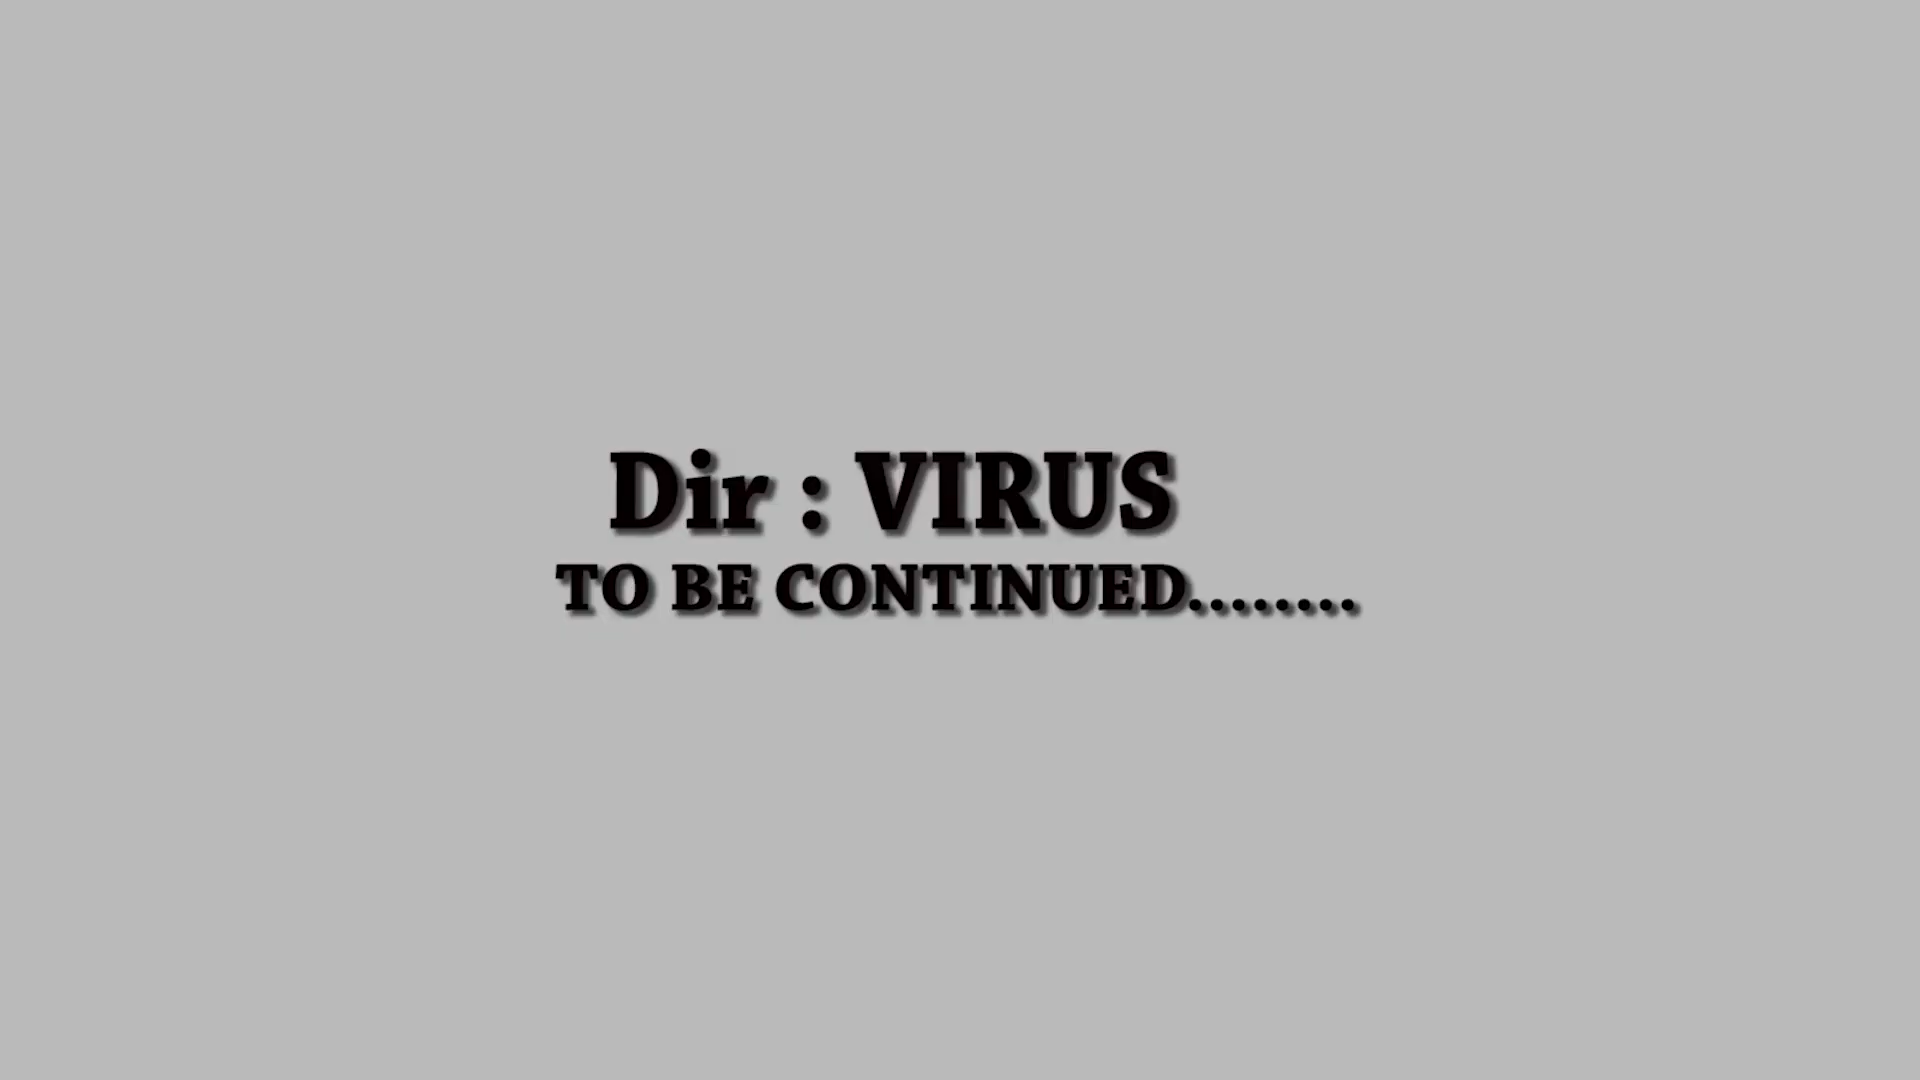 Dir : VIRUS
TO BE CONTINUED........